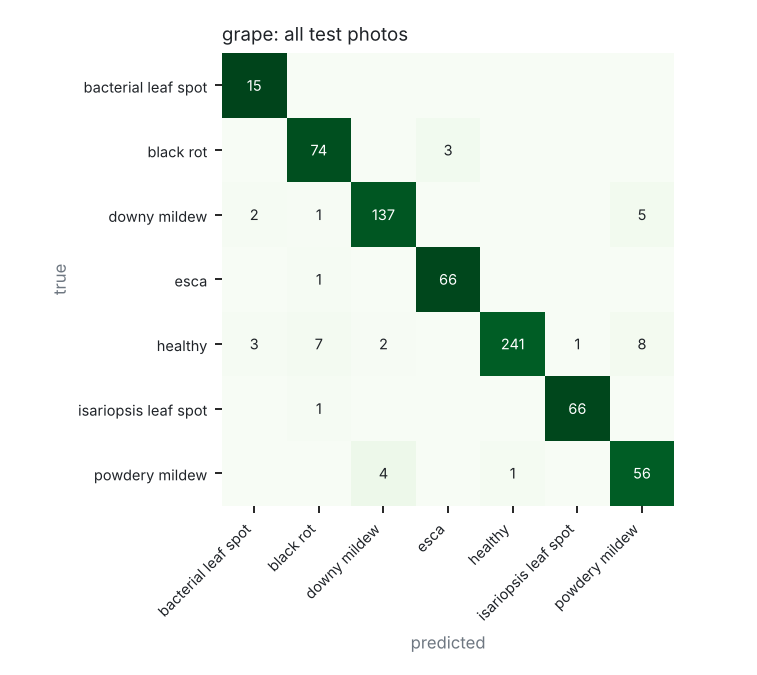 grape: all test photos
true
bacterial leaf spot 15
black rot 74 3
downy mildew 2 1 137 5
esca 1 66
healthy 3 7 2 241 1 8
isariopsis leaf spot 1 66
powdery mildew 4 1 56
bacterial leaf spot
black rot
downy mildew
esca
healthy
isariopsis leaf spot
powdery mildew
predicted